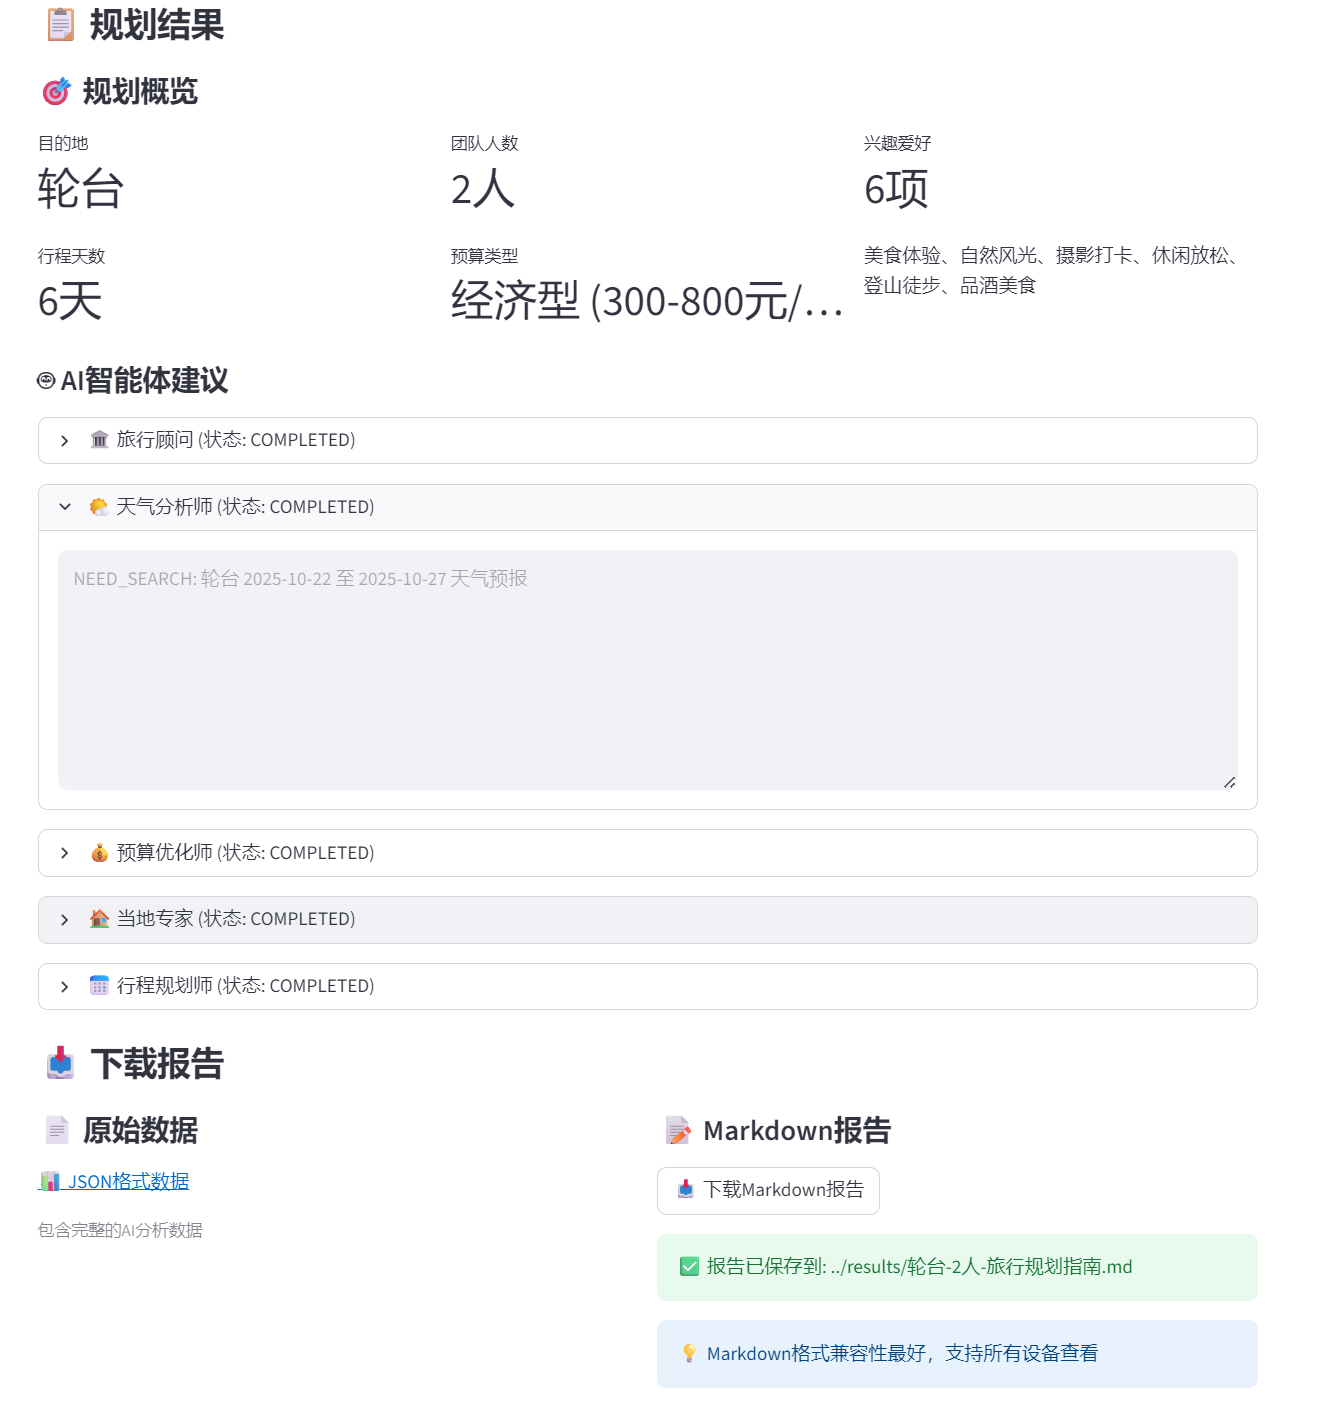 规划结果
规划概览
目的地
轮台
团队人数
2人
兴趣爱好
6项
行程天数
6天
预算类型
经济型 (300-800元/...
美食体验、自然风光、摄影打卡、休闲放松、
登山徒步、品酒美食
AI智能体建议
旅行顾问 (状态: COMPLETED)
天气分析师 (状态: COMPLETED)
NEED_SEARCH: 轮台 2025-10-22 至 2025-10-27 天气预报
预算优化师 (状态: COMPLETED)
当地专家 (状态: COMPLETED)
行程规划师 (状态: COMPLETED)
下载报告
原始数据
JSON格式数据
包含完整的AI分析数据
Markdown报告
下载Markdown报告
报告已保存到: ../results/轮台-2人-旅行规划指南.md
Markdown格式兼容性最好，支持所有设备查看